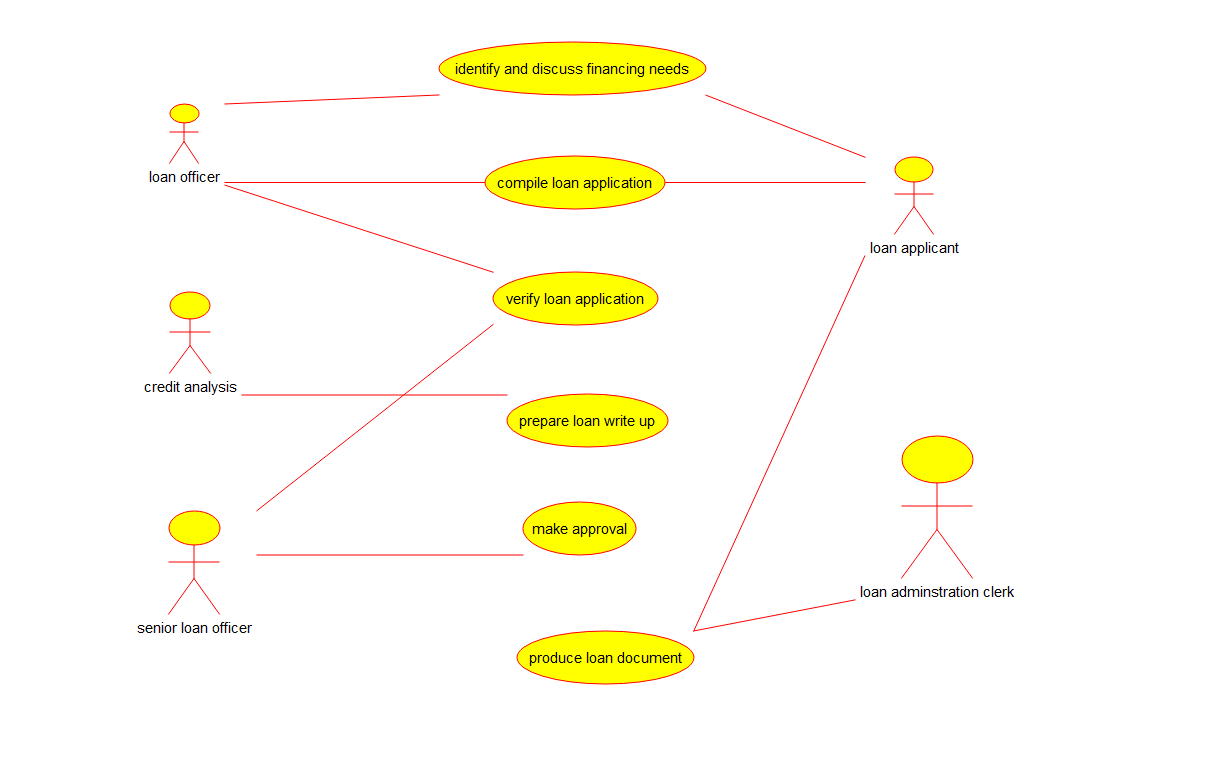 identify and discuss financing needs
loan officer
compile loan application
loan applicant
verify loan application
credit analysis
prepare loan write up
make approval
loan adminstration clerk
senior loan officer
produce loan document